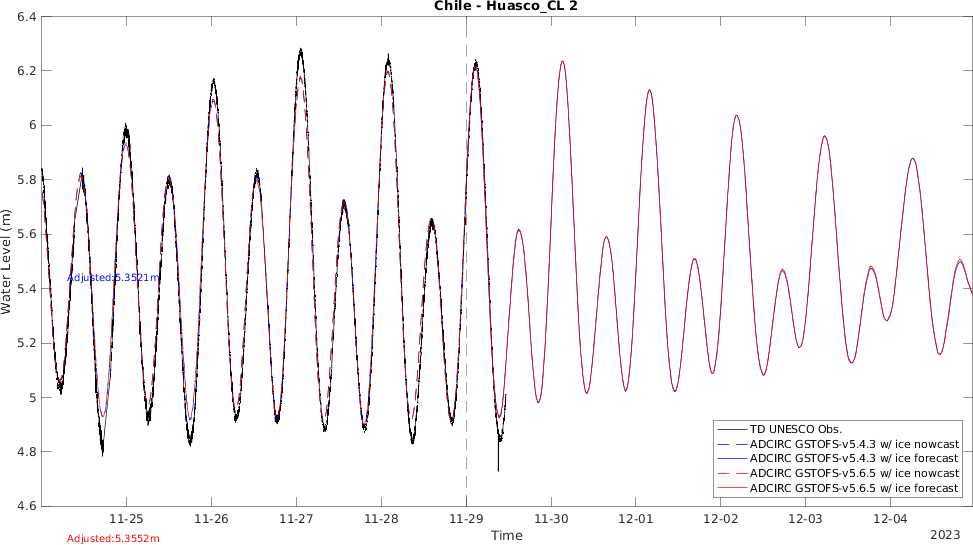 Chile - Huasco_CL 2
6.4
6.2
6
5.8
5.6
5.4
5.2
5
4.8
4.6
Water Level (m)
Adjusted:5.3521m
TD UNESCO Obs.
ADCIRC GSTOFS-v5.4.3 w/ ice nowcast
ADCIRC GSTOFS-v5.4.3 w/ ice forecast
ADCIRC GSTOFS-v5.6.5 w/ ice nowcast
ADCIRC GSTOFS-v5.6.5 w/ ice forecast
11-25 11-26 11-27 11-28 11-29 11-30 12-01 12-02 12-03 12-04
Time
2023
Adjusted:5.3552m